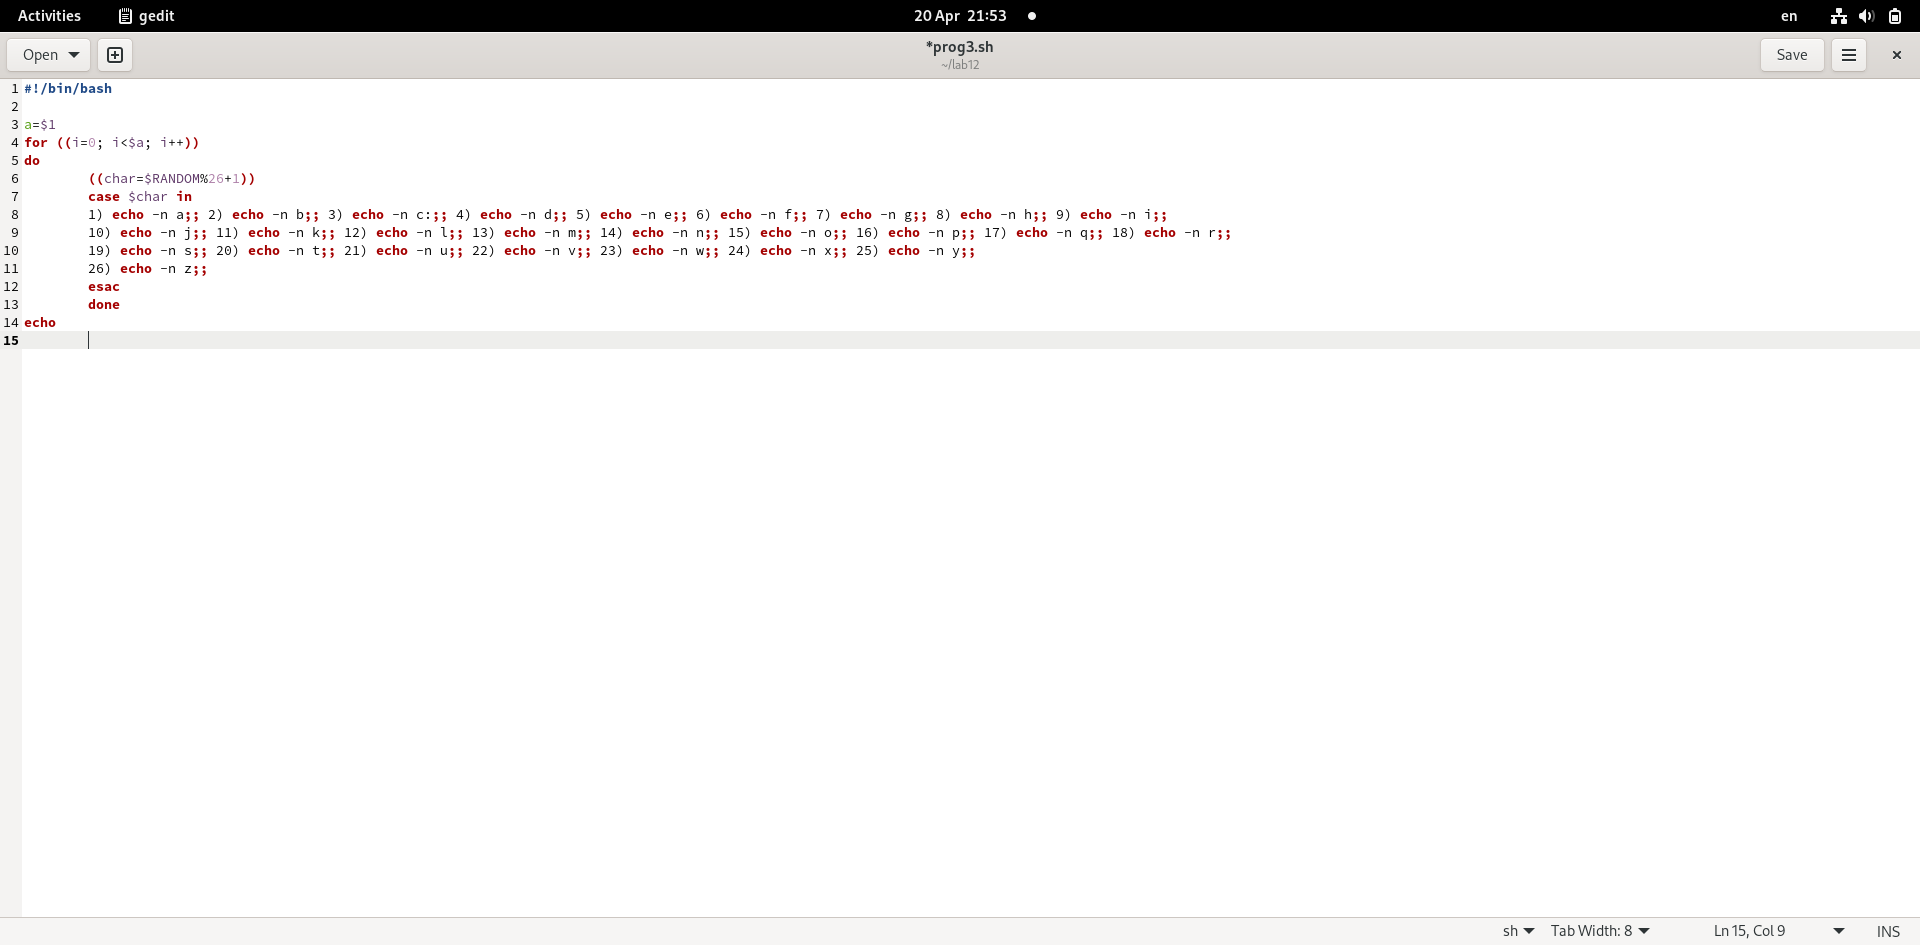 Activities gedit 20 Apr 21:53 en
Open *prog3.sh Save
~/lab12
1 #!/bin/bash
2
3 a=$1
4 for ((i=0; i<$a; i++))
5 do
6 ((char=$RANDOM%26+1))
7 case $char in
8 1) echo -n a;; 2) echo -n b;; 3) echo -n c:;; 4) echo -n d;; 5) echo -n e;; 6) echo -n f;; 7) echo -n g;; 8) echo -n h;; 9) echo -n i;;
9 10) echo -n j;; 11) echo -n k;; 12) echo -n l;; 13) echo -n m;; 14) echo -n n;; 15) echo -n o;; 16) echo -n p;; 17) echo -n q;; 18) echo -n r;;
10 19) echo -n s;; 20) echo -n t;; 21) echo -n u;; 22) echo -n v;; 23) echo -n w;; 24) echo -n x;; 25) echo -n y;;
11 26) echo -n z;;
12 esac
13 done
14 echo
15
sh Tab Width: 8 Ln 15, Col 9 INS